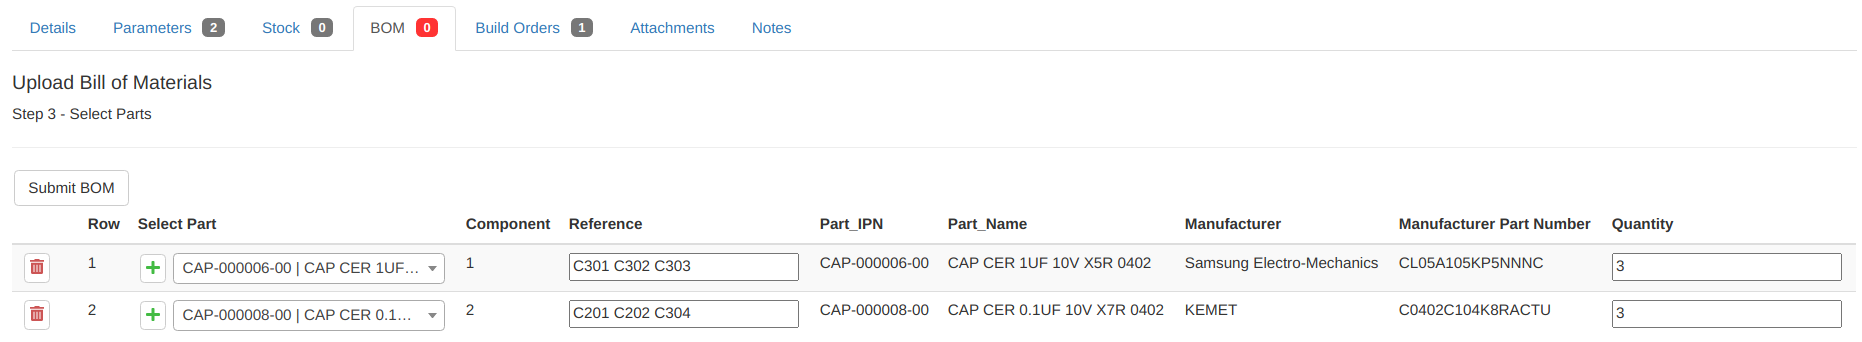 Details Parameters 2 Stock 0 BOM 0 Build Orders 1 Attachments Notes
Upload Bill of Materials
Step 3 - Select Parts
Submit BOM
Row Select Part Component Reference Part_IPN Part_Name Manufacturer Manufacturer Part Number Quantity
1 CAP-000006-00 | CAP CER 1UF... 1 C301 C302 C303 CAP-000006-00 CAP CER 1UF 10V X5R 0402 Samsung Electro-Mechanics CL05A105KP5NNNC 3
2 CAP-000008-00 | CAP CER 0.1... 2 C201 C202 C304 CAP-000008-00 CAP CER 0.1UF 10V X7R 0402 KEMET C0402C104K8RACTU 3